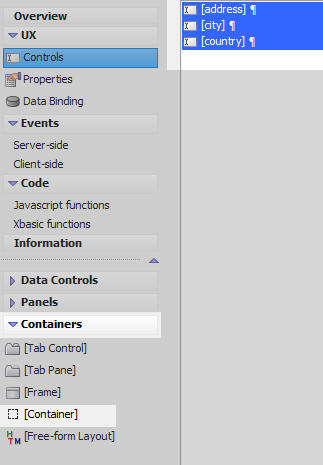 Overview
UX
Controls
Properties
Data Binding
Events
Server-side
Client-side
Code
Javascript functions
Xbasic functions
Information
Data Controls
Panels
Containers
[Tab Control]
[Tab Pane]
[Frame]
[Container]
HTM [Free-form Layout]
[address] ¶
[city] ¶
[country] ¶